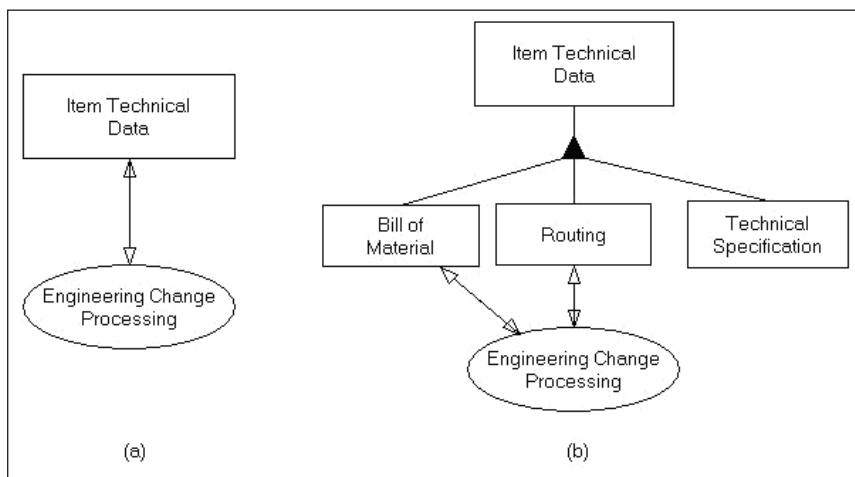 Item Technical
Data
Engineering Change
Processing
(a)
Item Technical
Data
Bill of
Material
Routing
Technical
Specification
Engineering Change
Processing
(b)